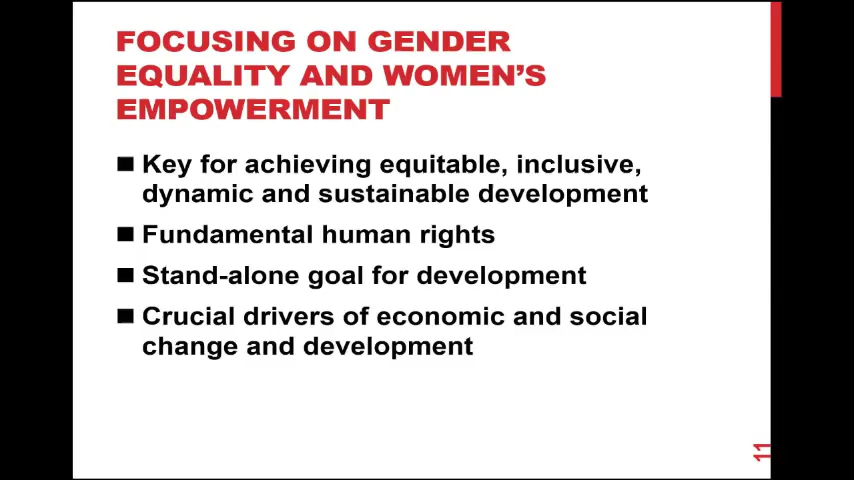 FOCUSING ON GENDER
EQUALITY AND WOMEN'S
EMPOWERMENT
Key for achieving equitable, inclusive,
dynamic and sustainable development
Fundamental human rights
Stand-alone goal for development
Crucial drivers of economic and social
change and development
11